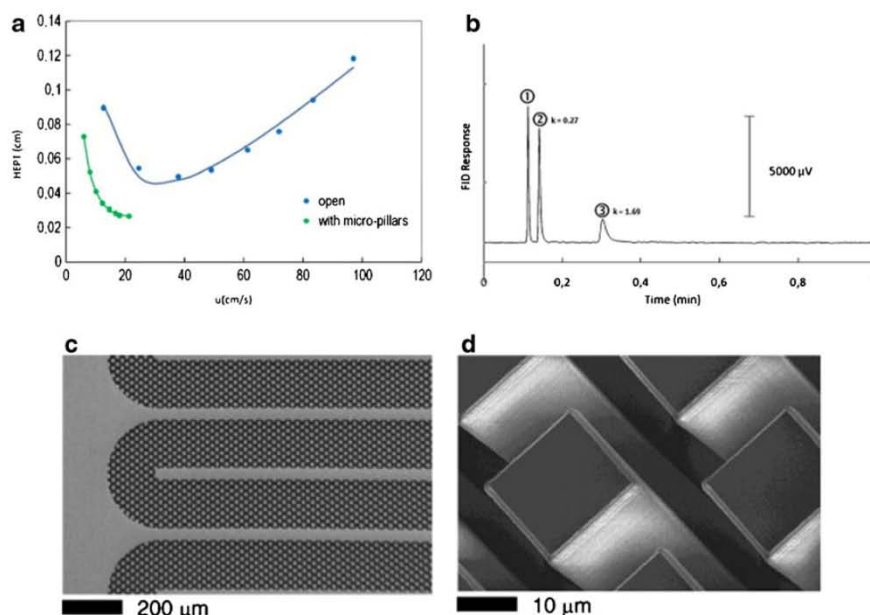 a
HEPT (cm)
0.14
0.12
0.1
0.08
0.06
0.04
0.02
0
0 20 40 60 80 100 120
u(cm/s)
open
with micro-pillars
b
FID Response
① ② k = 0.27
③ k = 1.69
5000 µV
0 0,2 0,4 0,6 0,8
Time (min)
c
200 µm
d
10 µm